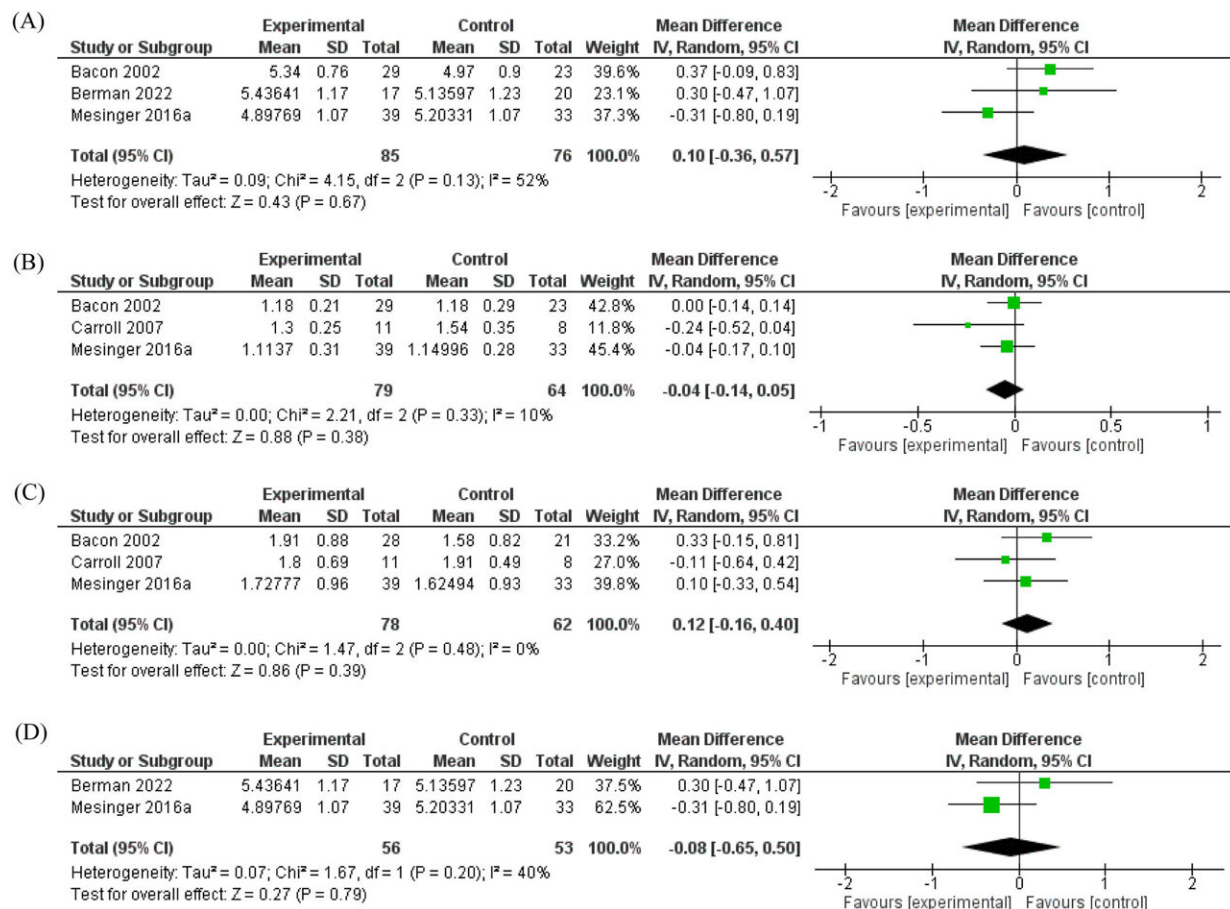 (A)
Experimental Control Mean Difference Mean Difference
Study or Subgroup Mean SD Total Mean SD Total Weight IV, Random, 95% CI IV, Random, 95% CI
Bacon 2002 5.34 0.76 29 4.97 0.9 23 39.6% 0.37 [-0.09, 0.83]
Berman 2022 5.43641 1.17 17 5.13597 1.23 20 23.1% 0.30 [-0.47, 1.07]
Mesinger 2016a 4.89769 1.07 39 5.20331 1.07 33 37.3% -0.31 [-0.80, 0.19]
Total (95% CI) 85 76 100.0% 0.10 [-0.36, 0.57]
Heterogeneity: Tau² = 0.09; Chi² = 4.15, df = 2 (P = 0.13); I² = 52%
Test for overall effect: Z = 0.43 (P = 0.67)
-2 -1 0 1 2
Favours [experimental] Favours [control]
(B)
Experimental Control Mean Difference Mean Difference
Study or Subgroup Mean SD Total Mean SD Total Weight IV, Random, 95% CI IV, Random, 95% CI
Bacon 2002 1.18 0.21 29 1.18 0.29 23 42.8% 0.00 [-0.14, 0.14]
Carroll 2007 1.3 0.25 11 1.54 0.35 8 11.8% -0.24 [-0.52, 0.04]
Mesinger 2016a 1.1137 0.31 39 1.14996 0.28 33 45.4% -0.04 [-0.17, 0.10]
Total (95% CI) 79 64 100.0% -0.04 [-0.14, 0.05]
Heterogeneity: Tau² = 0.00; Chi² = 2.21, df = 2 (P = 0.33); I² = 10%
Test for overall effect: Z = 0.88 (P = 0.38)
-1 -0.5 0 0.5 1
Favours [experimental] Favours [control]
(C)
Experimental Control Mean Difference Mean Difference
Study or Subgroup Mean SD Total Mean SD Total Weight IV, Random, 95% CI IV, Random, 95% CI
Bacon 2002 1.91 0.88 28 1.58 0.82 21 33.2% 0.33 [-0.15, 0.81]
Carroll 2007 1.8 0.69 11 1.91 0.49 8 27.0% -0.11 [-0.64, 0.42]
Mesinger 2016a 1.72777 0.96 39 1.62494 0.93 33 39.8% 0.10 [-0.33, 0.54]
Total (95% CI) 78 62 100.0% 0.12 [-0.16, 0.40]
Heterogeneity: Tau² = 0.00; Chi² = 1.47, df = 2 (P = 0.48); I² = 0%
Test for overall effect: Z = 0.86 (P = 0.39)
-2 -1 0 1 2
Favours [experimental] Favours [control]
(D)
Experimental Control Mean Difference Mean Difference
Study or Subgroup Mean SD Total Mean SD Total Weight IV, Random, 95% CI IV, Random, 95% CI
Berman 2022 5.43641 1.17 17 5.13597 1.23 20 37.5% 0.30 [-0.47, 1.07]
Mesinger 2016a 4.89769 1.07 39 5.20331 1.07 33 62.5% -0.31 [-0.80, 0.19]
Total (95% CI) 56 53 100.0% -0.08 [-0.65, 0.50]
Heterogeneity: Tau² = 0.07; Chi² = 1.67, df = 1 (P = 0.20); I² = 40%
Test for overall effect: Z = 0.27 (P = 0.79)
-2 -1 0 1 2
Favours [experimental] Favours [control]